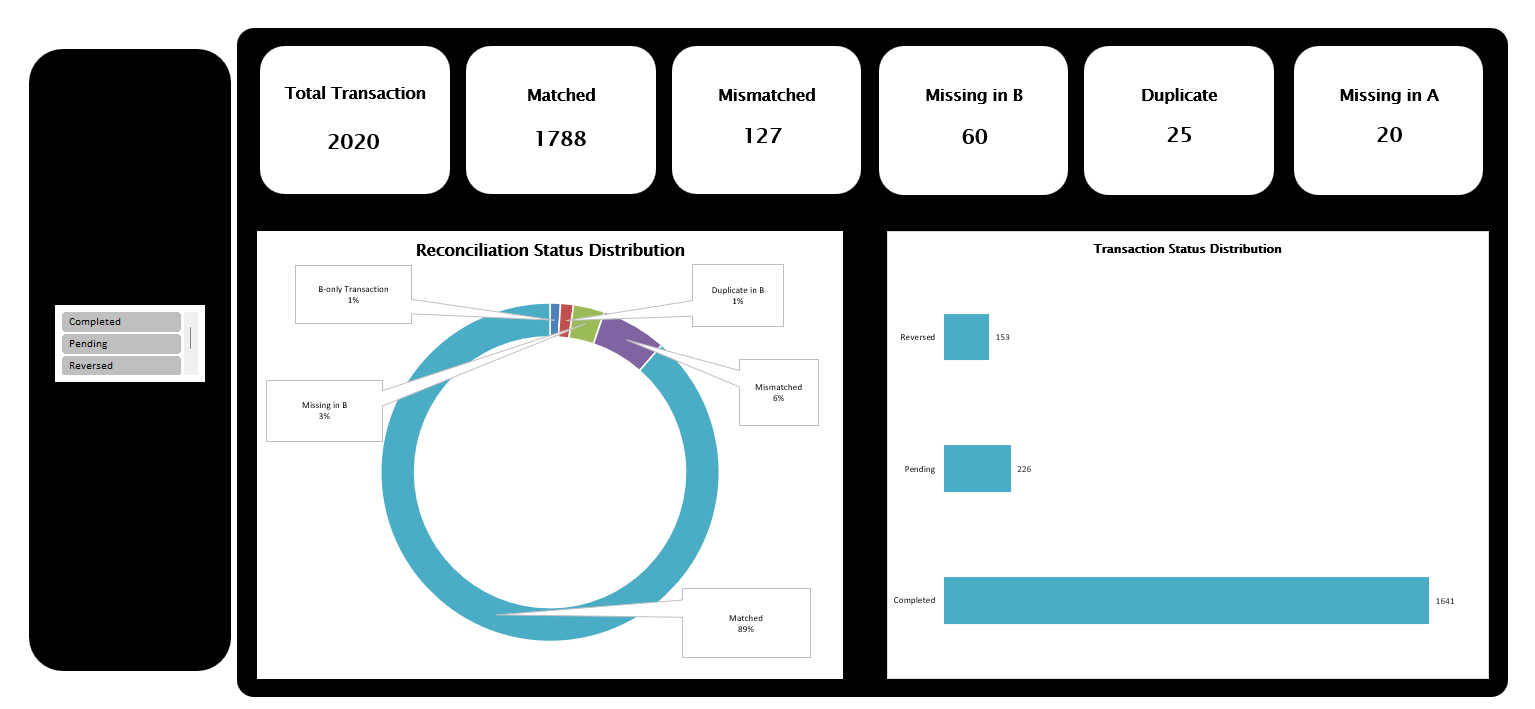 Total Transaction
2020
Matched
1788
Mismatched
127
Missing in B
60
Duplicate
25
Missing in A
20
Completed
Pending
Reversed
Reconciliation Status Distribution
B-only Transaction
1%
Duplicate in B
1%
Missing in B
3%
Mismatched
6%
Matched
89%
Transaction Status Distribution
Reversed
153
Pending
226
Completed
1641